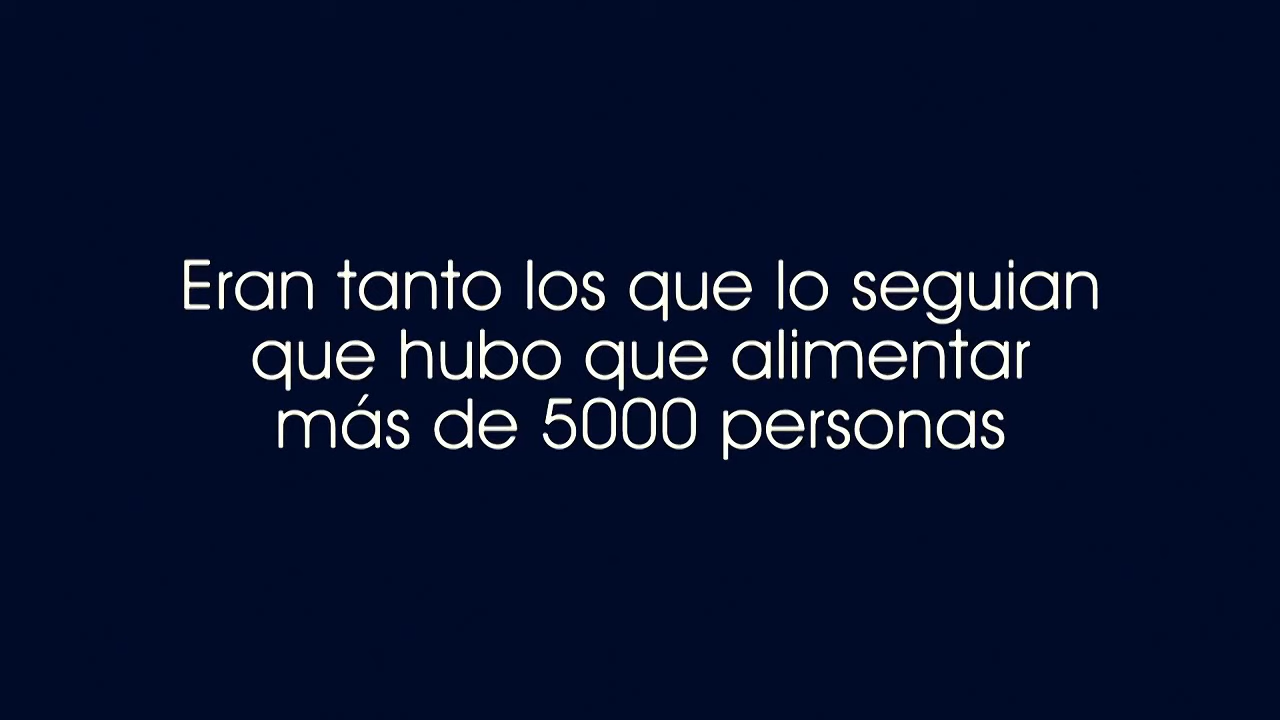 Eran tanto los que lo seguian
que hubo que alimentar
más de 5000 personas